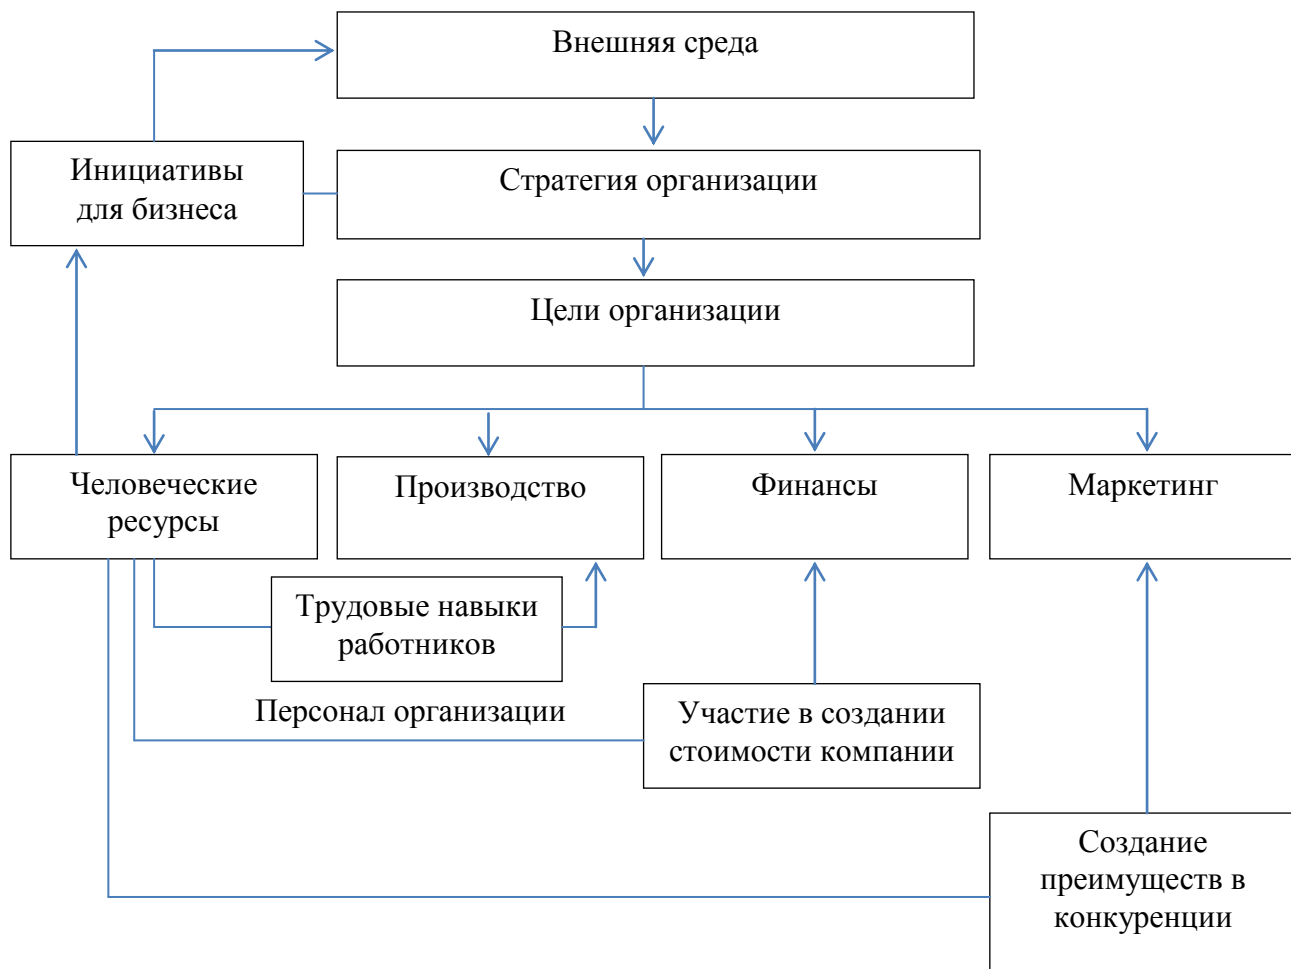 Внешняя среда
Инициативы
для бизнеса
Стратегия организации
Цели организации
Человеческие
ресурсы
Производство
Финансы
Маркетинг
Трудовые навыки
работников
Персонал организации
Участие в создании
стоимости компании
Создание
преимуществ в
конкуренции